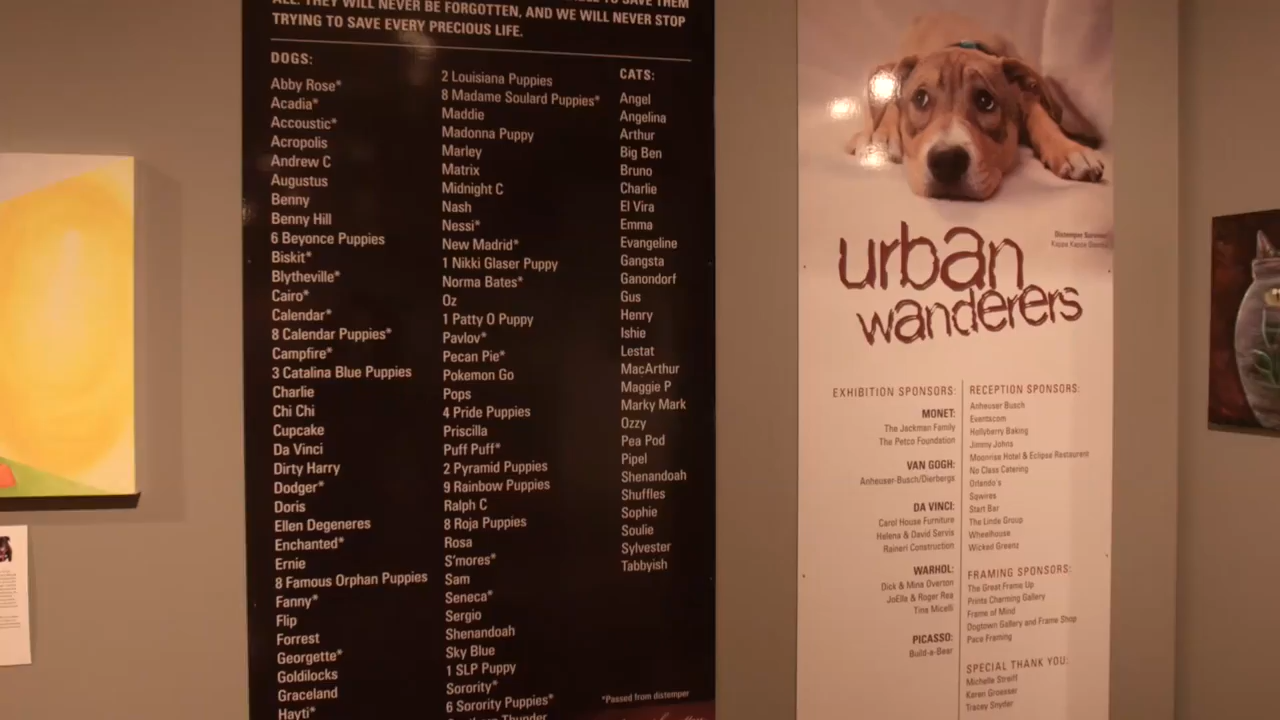 ALL. THEY WILL NEVER BE FORGOTTEN, AND WE WILL NEVER STOP
TRYING TO SAVE EVERY PRECIOUS LIFE.
DOGS:
Abby Rose*
Acadia*
Accoustic*
Acropolis
Andrew C
Augustus
Benny
Benny Hill
6 Beyonce Puppies
Biskit*
Blytheville*
Cairo*
Calendar*
8 Calendar Puppies*
Campfire*
3 Catalina Blue Puppies
Charlie
Chi Chi
Cupcake
Da Vinci
Dirty Harry
Dodger*
Doris
Ellen Degeneres
Enchanted*
Ernie
8 Famous Orphan Puppies
Fanny*
Flip
Forrest
Georgette*
Goldilocks
Graceland
Hayti*
2 Louisiana Puppies
8 Madame Soulard Puppies*
Maddie
Madonna Puppy
Marley
Matrix
Midnight C
Nash
Nessi*
New Madrid*
1 Nikki Glaser Puppy
Norma Bates*
Oz
1 Patty O Puppy
Pavlov*
Pecan Pie*
Pokemon Go
Pops
4 Pride Puppies
Priscilla
Puff Puff*
2 Pyramid Puppies
9 Rainbow Puppies
Ralph C
8 Roja Puppies
Rosa
S'mores*
Sam
Seneca*
Sergio
Shenandoah
Sky Blue
1 SLP Puppy
Sorority*
6 Sorority Puppies*
Thunder
CATS:
Angel
Angelina
Arthur
Big Ben
Bruno
Charlie
El Vira
Emma
Evangeline
Gangsta
Ganondorf
Gus
Henry
Ishie
Lestat
MacArthur
Maggie P
Marky Mark
Ozzy
Pea Pod
Pipel
Shenandoah
Shuffles
Sophie
Soulie
Sylvester
Tabbyish
*Passed from distemper
Distemper Survivor
Kappa Kappa
urban
wanderers
EXHIBITION SPONSORS:
MONET:
The Jackman Family
The Petco Foundation
VAN GOGH:
Anheuser-Busch/Dierbergs
DA VINCI:
Carol House Furniture
Helena & David Servis
Raineri Construction
WARHOL:
Dick & Mina Overton
JoElla & Roger Rea
Tina Micelli
PICASSO:
Build-a-Bear
RECEPTION SPONSORS:
Anheuser Busch
Eventscom
Hollyberry Baking
Jimmy Johns
Moonrise Hotel & Eclipse Restaurant
No Class Catering
Orlando's
Sqwires
Start Bar
The Linda Group
Wheelhouse
Wicked Greenz
FRAMING SPONSORS:
The Great Frame Up
Prints Charming Gallery
Frame of Mind
Dogtown Gallery and Frame Shop
Pace Framing
SPECIAL THANK YOU:
Michelle Streiff
Karen Groesser
Tracey Snyder